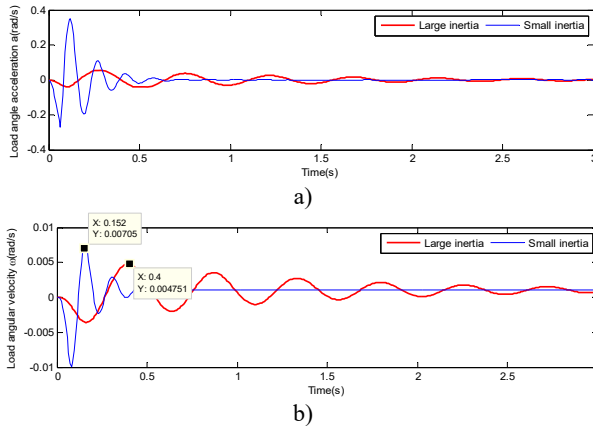 0.4
0.2
0
-0.2
-0.4
Load angle acceleration a(rad/s)
Large inertia Small inertia
0 0.5 1 1.5 2 2.5 3
Time(s)
a)
0.01
0.005
0
-0.005
-0.01
Load angular velocity ω(rad/s)
X: 0.152
Y: 0.00705
X: 0.4
Y: 0.004751
Large inertia Small inertia
0 0.5 1 1.5 2 2.5
Time(s)
b)